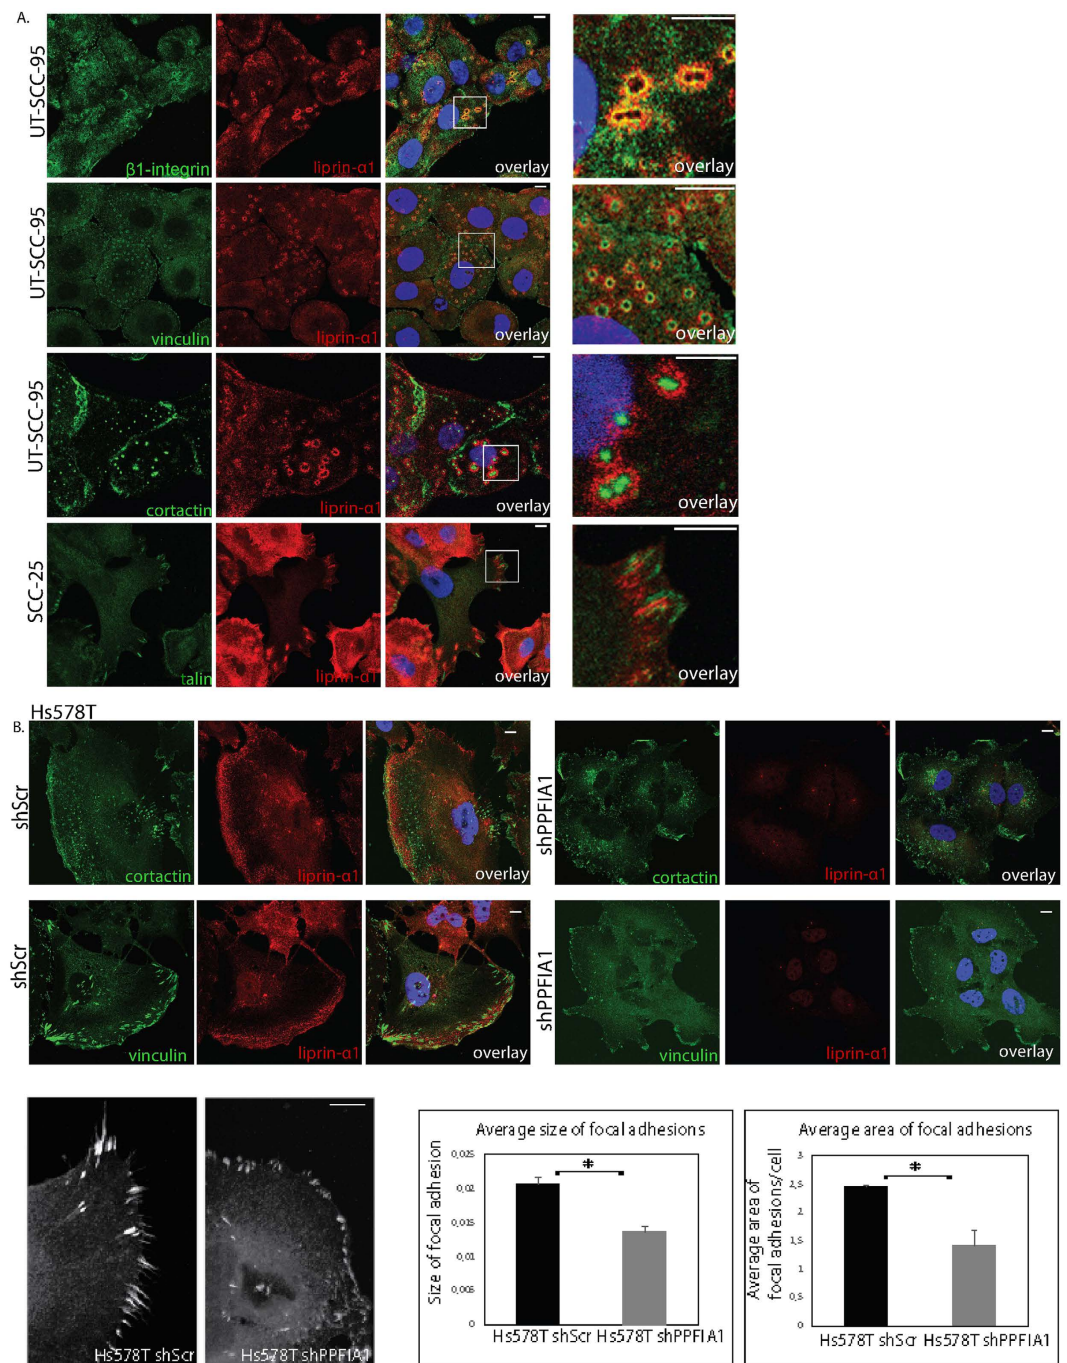 A.
UT-SCC-95
β1-integrin
liprin-α1
overlay
overlay
UT-SCC-95
vinculin
liprin-α1
overlay
overlay
UT-SCC-95
cortactin
liprin-α1
overlay
overlay
SCC-25
talin
liprin-α1
overlay
overlay
B.
Hs578T
shScr
cortactin
liprin-α1
overlay
shPPFIA1
cortactin
liprin-α1
overlay
shScr
vinculin
liprin-α1
overlay
shPPFIA1
vinculin
liprin-α1
overlay
Hs578T shScr
Hs578T shPPFIA1
Average size of focal adhesions
Size of focal adhesion
0,025
0,02
0,015
0,01
0,005
0
*
Hs578T shScr
Hs578T shPPFIA1
Average area of focal adhesions
Average area of
focal adhesions/cell
3
2,5
2
1,5
1
0,5
0
*
Hs578T shScr
Hs578T shPPFIA1